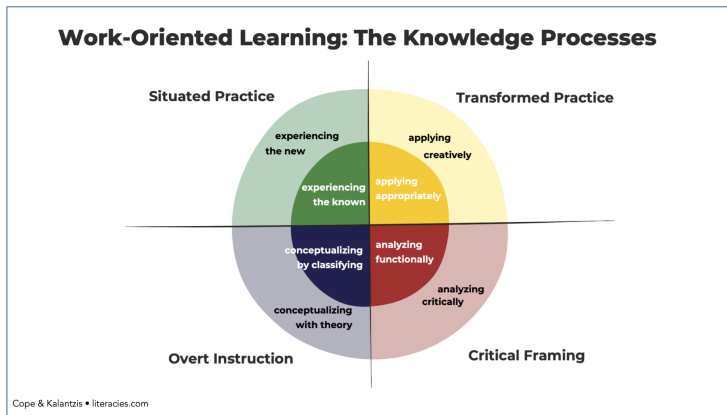 Work-Oriented Learning: The Knowledge Processes
Situated Practice
Transformed Practice
experiencing
the new
applying
creatively
experiencing
the known
applying
appropriately
conceptualizing
by classifying
analyzing
functionally
conceptualizing
with theory
analyzing
critically
Overt Instruction
Critical Framing
Cope & Kalantzis • literacies.com